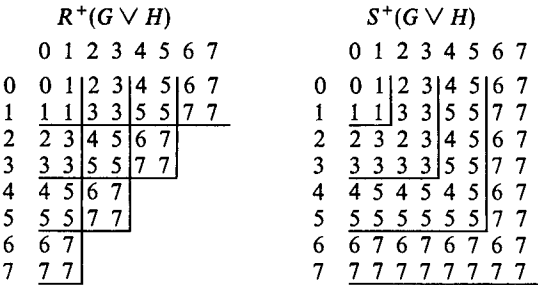 R⁺(G ∨ H) S⁺(G ∨ H)
0 1 2 3 4 5 6 7 0 1 2 3 4 5 6 7
0 0 1 2 3 4 5 6 7 0 0 1 2 3 4 5 6 7
1 1 1 3 3 5 5 7 7 1 1 1 3 3 5 5 7 7
2 2 3 4 5 6 7 2 2 3 2 3 4 5 6 7
3 3 3 5 5 7 7 3 3 3 3 3 5 5 7 7
4 4 5 6 7 4 4 5 4 5 4 5 6 7
5 5 5 7 7 5 5 5 5 5 5 5 7 7
6 6 7 6 6 7 6 7 6 7 6 7
7 7 7 7 7 7 7 7 7 7 7 7